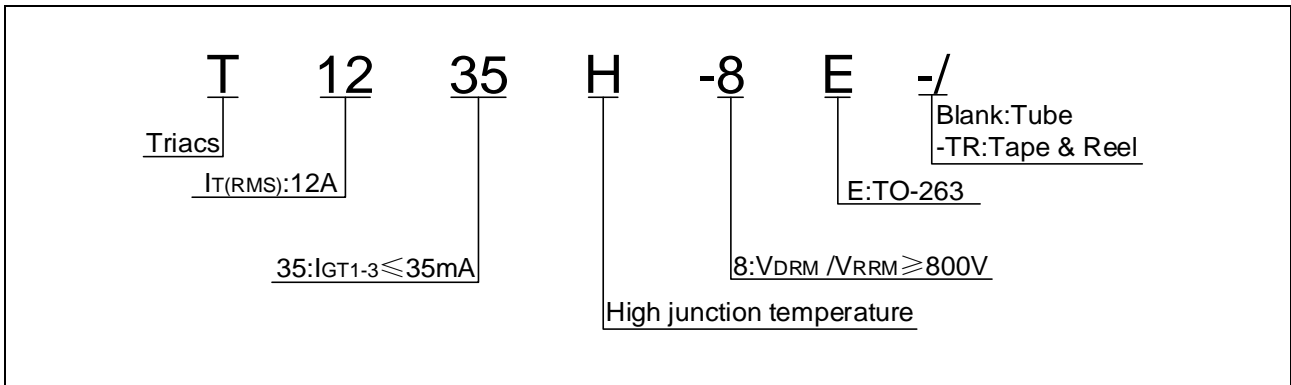 T 12 35 H -8 E -/
Blank:Tube
Triacs
-TR:Tape & Reel
IT(RMS):12A
E:TO-263
35:IGT1-3≤35mA
8:VDRM /VRRM≥800V
High junction temperature